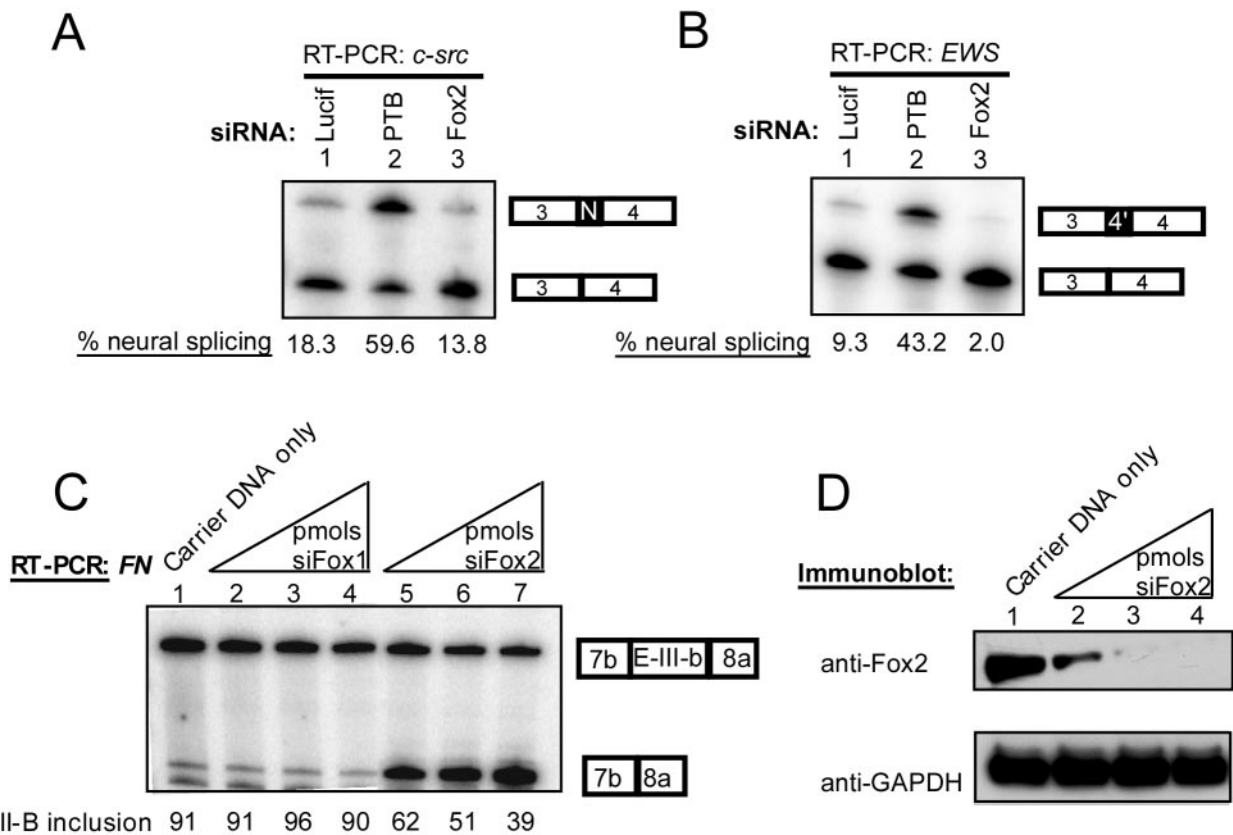 A
RT-PCR: c-src
siRNA: Lucif PTB Fox2
1 2 3
3 N 4
3 4
% neural splicing 18.3 59.6 13.8
B
RT-PCR: EWS
siRNA: Lucif PTB Fox2
1 2 3
3 4' 4
3 4
% neural splicing 9.3 43.2 2.0
C
Carrier DNA only
pmols pmols
RT-PCR: FN siFox1 siFox2
1 2 3 4 5 6 7
7b E-III-b 8a
7b 8a
II-B inclusion 91 91 96 90 62 51 39
D
Carrier DNA only
pmols
Immunoblot: siFox2
1 2 3 4
anti-Fox2
anti-GAPDH